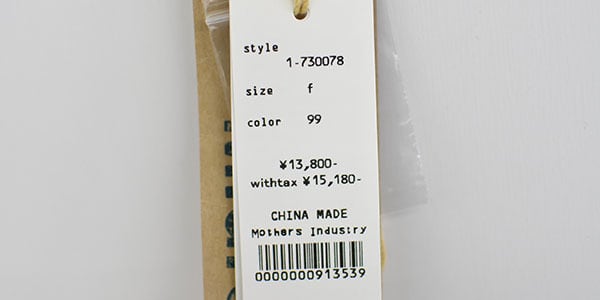 style
1-730078
size f
color 99
¥13,800-
withtax ¥15,180-
CHINA MADE
Mothers Industry
0000000913539